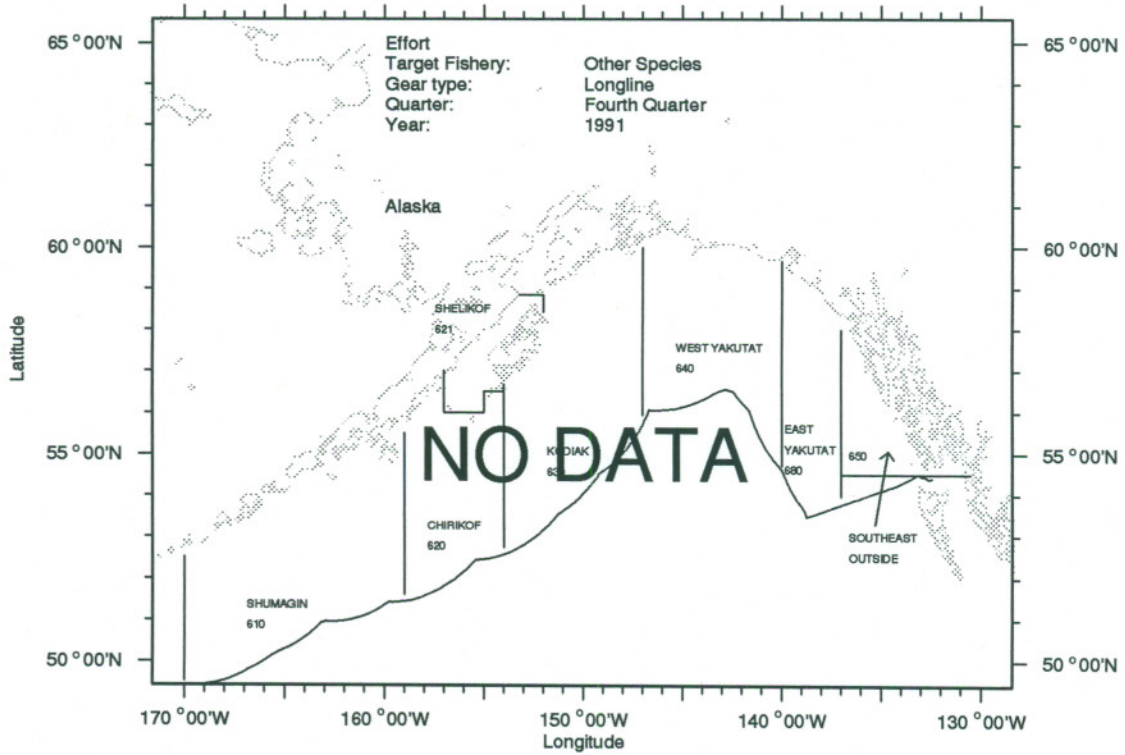 65 °00'N
65 °00'N
Effort
Target Fishery: Other Species
Gear type: Longline
Quarter: Fourth Quarter
Year: 1991
Alaska
60 °00'N
60 °00'N
Latitude
SHELIKOF
621
WEST YAKUTAT
640
NO DATA
KODIAK
EAST
YAKUTAT
680
650
55 °00'N
55 °00'N
CHIRIKOF
620
SOUTHEAST
OUTSIDE
SHUMAGIN
610
50 °00'N
50 °00'N
170 °00'W
160 °00'W
150 °00'W
140 °00'W
130 °00'W
Longitude